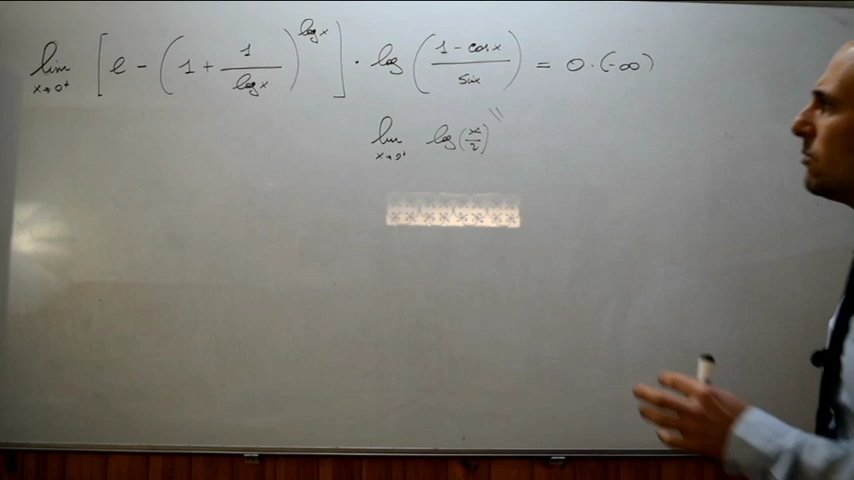 lim x→0⁺ [e − (1 + 1/log x)^(log x)] · log((1 − cos x)/sin x) = 0 · (−∞)
lim x→0⁺ log(x/2) "